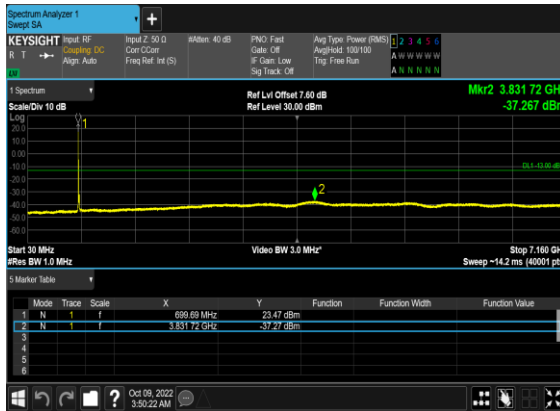 Spectrum Analyzer 1
Swept SA
KEYSIGHT
R T
Input: RF
Coupling: DC
Align: Auto
Input Z: 50 Ω
Corr CCorr
Freq Ref: Int (S)
#Atten: 40 dB
PNO: Fast
Gate: Off
IF Gain: Low
Sig Track: Off
Avg Type: Power (RMS)
Avg|Hold: 100/100
Trig: Free Run
1 2 3 4 5 6
A W W W W W
A N N N N N
1 Spectrum
Scale/Div 10 dB
Ref Lvl Offset 7.60 dB
Ref Level 30.00 dBm
Mkr2 3.831 72 GHz
-37.267 dBm
Log
20.0
10.0
0.00
-10.0
-20.0
-30.0
-40.0
-50.0
-60.0
1
2
DL1 -13.00 dB
Start 30 MHz
#Res BW 1.0 MHz
Video BW 3.0 MHz*
Stop 7.160 GH
Sweep ~14.2 ms (40001 pt
5 Marker Table
Mode Trace Scale X Y Function Function Width Function Value
1 N 1 f 699.69 MHz 23.47 dBm
2 N 1 f 3.831 72 GHz -37.27 dBm
3
4
5
6
?
Oct 09, 2022
3:50:22 AM